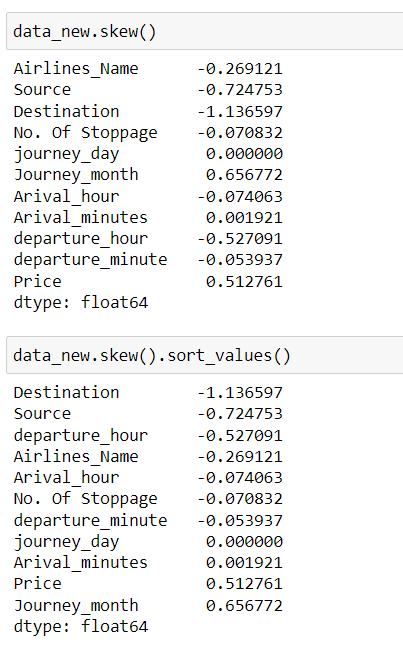 data_new.skew()
Airlines_Name -0.269121
Source -0.724753
Destination -1.136597
No. Of Stoppage -0.070832
journey_day 0.000000
Journey_month 0.656772
Arival_hour -0.074063
Arival_minutes 0.001921
departure_hour -0.527091
departure_minute -0.053937
Price 0.512761
dtype: float64
data_new.skew().sort_values()
Destination -1.136597
Source -0.724753
departure_hour -0.527091
Airlines_Name -0.269121
Arival_hour -0.074063
No. Of Stoppage -0.070832
departure_minute -0.053937
journey_day 0.000000
Arival_minutes 0.001921
Price 0.512761
Journey_month 0.656772
dtype: float64